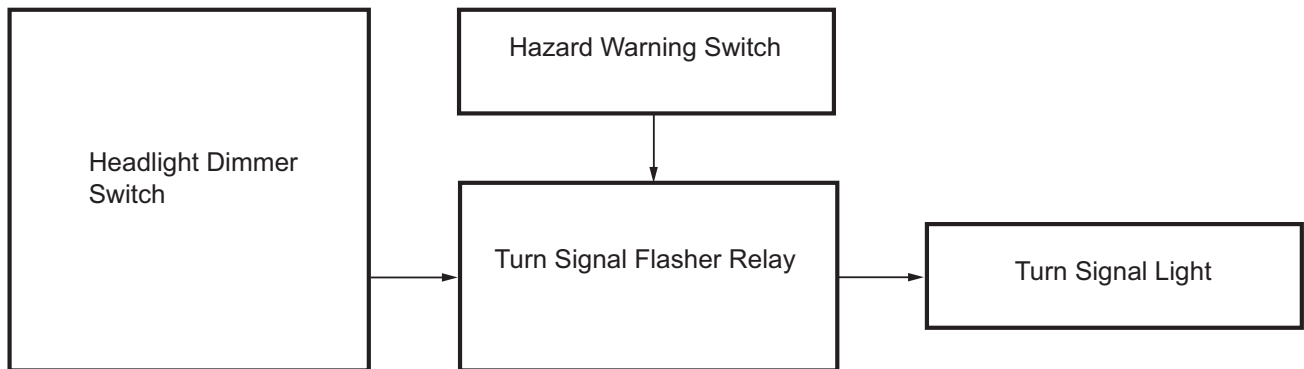 Hazard Warning Switch
Headlight Dimmer
Switch
Turn Signal Flasher Relay
Turn Signal Light